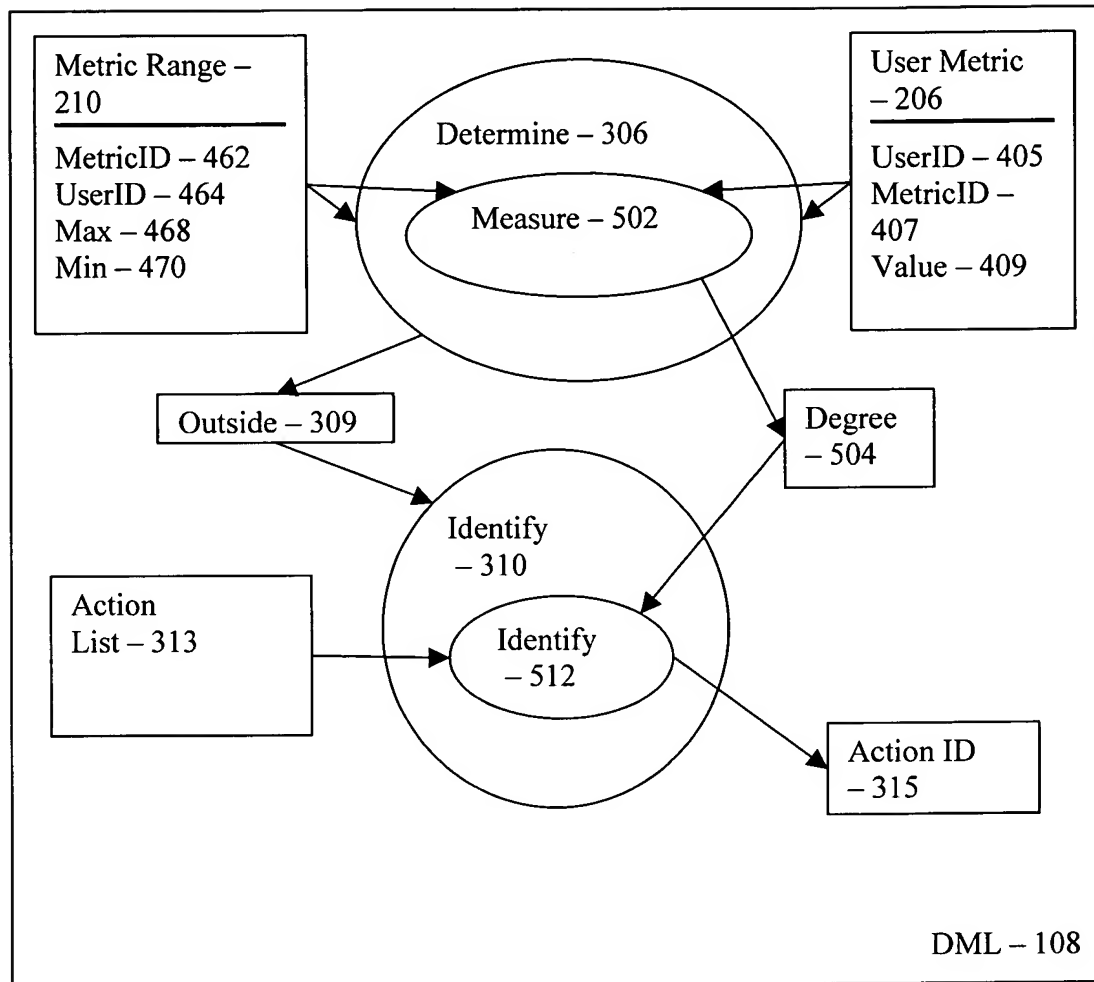 Metric Range –
210
MetricID – 462
UserID – 464
Max – 468
Min – 470
Determine – 306
Measure – 502
User Metric
– 206
UserID – 405
MetricID –
407
Value – 409
Outside – 309
Degree
– 504
Identify
– 310
Action
List – 313
Identify
– 512
Action ID
– 315
DML – 108